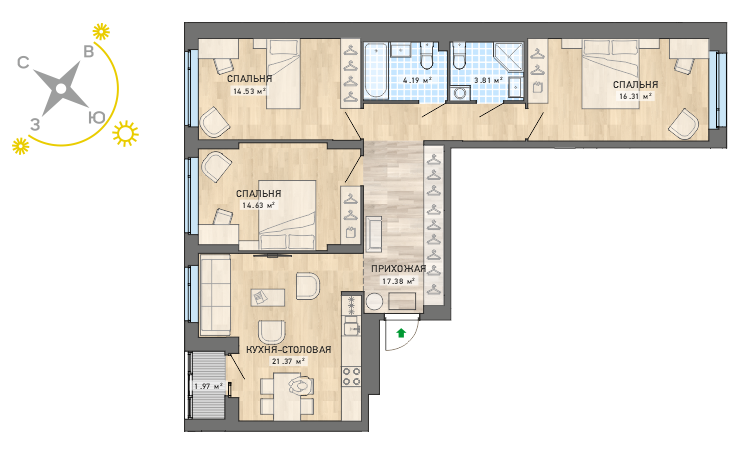 С
В
З
Ю
СПАЛЬНЯ
14.53 м²
4.19 м²
3.81 м²
СПАЛЬНЯ
16.31 м²
СПАЛЬНЯ
14.63 м²
ПРИХОЖАЯ
17.38 м²
КУХНЯ-СТОЛОВАЯ
21.37 м²
1.97 м²